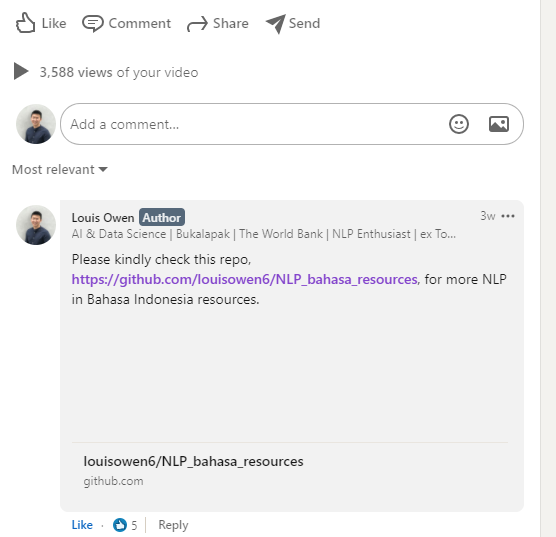 Like Comment Share Send
3,588 views of your video
Add a comment...
Most relevant
Louis Owen Author 3w
AI & Data Science | Bukalapak | The World Bank | NLP Enthusiast | ex To...
Please kindly check this repo,
https://github.com/louisowen6/NLP_bahasa_resources, for more NLP
in Bahasa Indonesia resources.
louisowen6/NLP_bahasa_resources
github.com
Like · 5 Reply